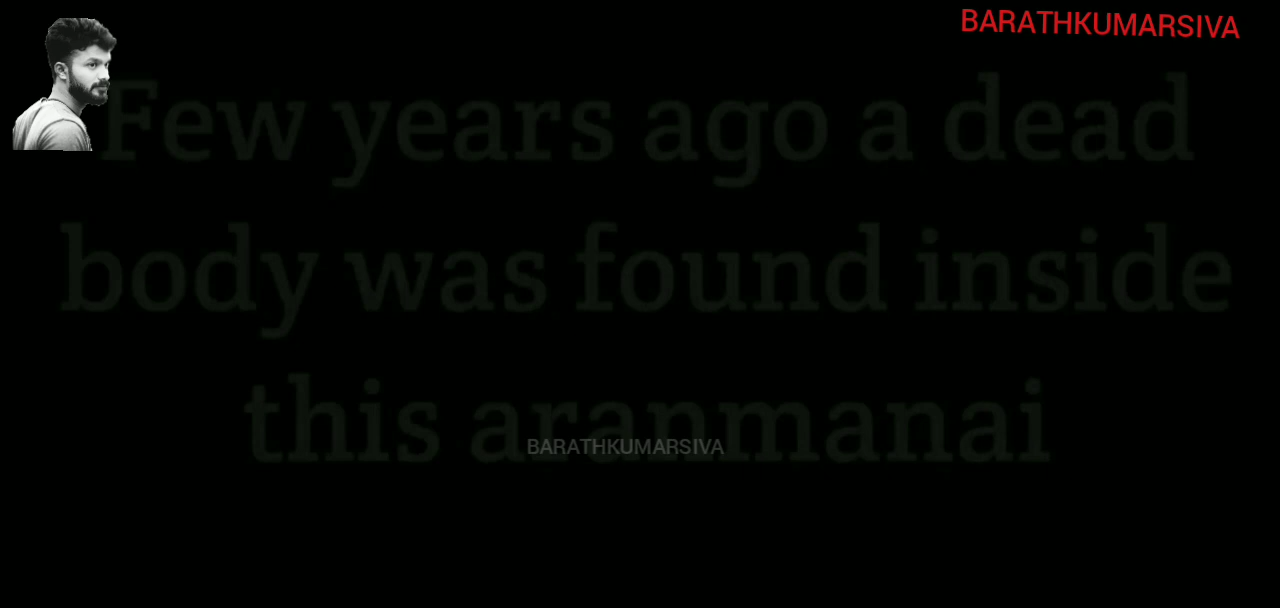 BARATHKUMARSIVA
Few years ago a dead
body was found inside
this aranmanai
BARATHKUMARSIVA